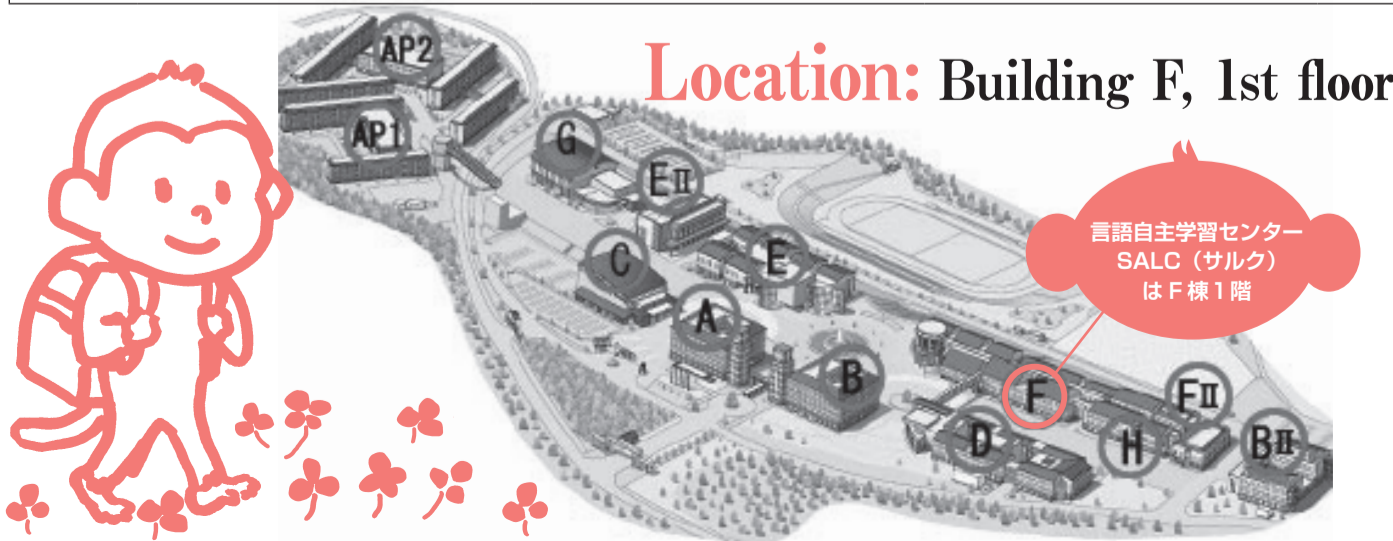 Location: Building F, 1st floor
AP2
AP1
G
EⅡ
C
E
A
B
言語自主学習センター
SALC（サルク）
はF棟1階
F
FⅡ
D
H
BⅡ